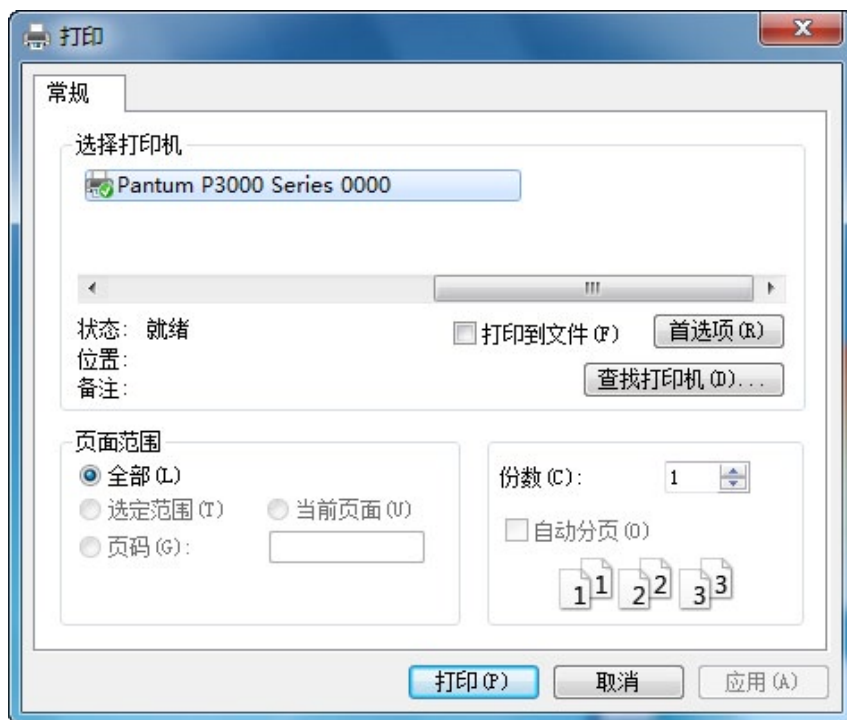 打印
常规
选择打印机
Pantum P3000 Series 0000
状态: 就绪
打印到文件(F) 首选项(R)
位置:
备注:
查找打印机(D)...
页面范围
全部(L)
选定范围(T) 当前页面(U)
页码(G):
份数(C): 1
自动分页(O)
1 1 2 2 3 3
打印(P) 取消 应用(A)